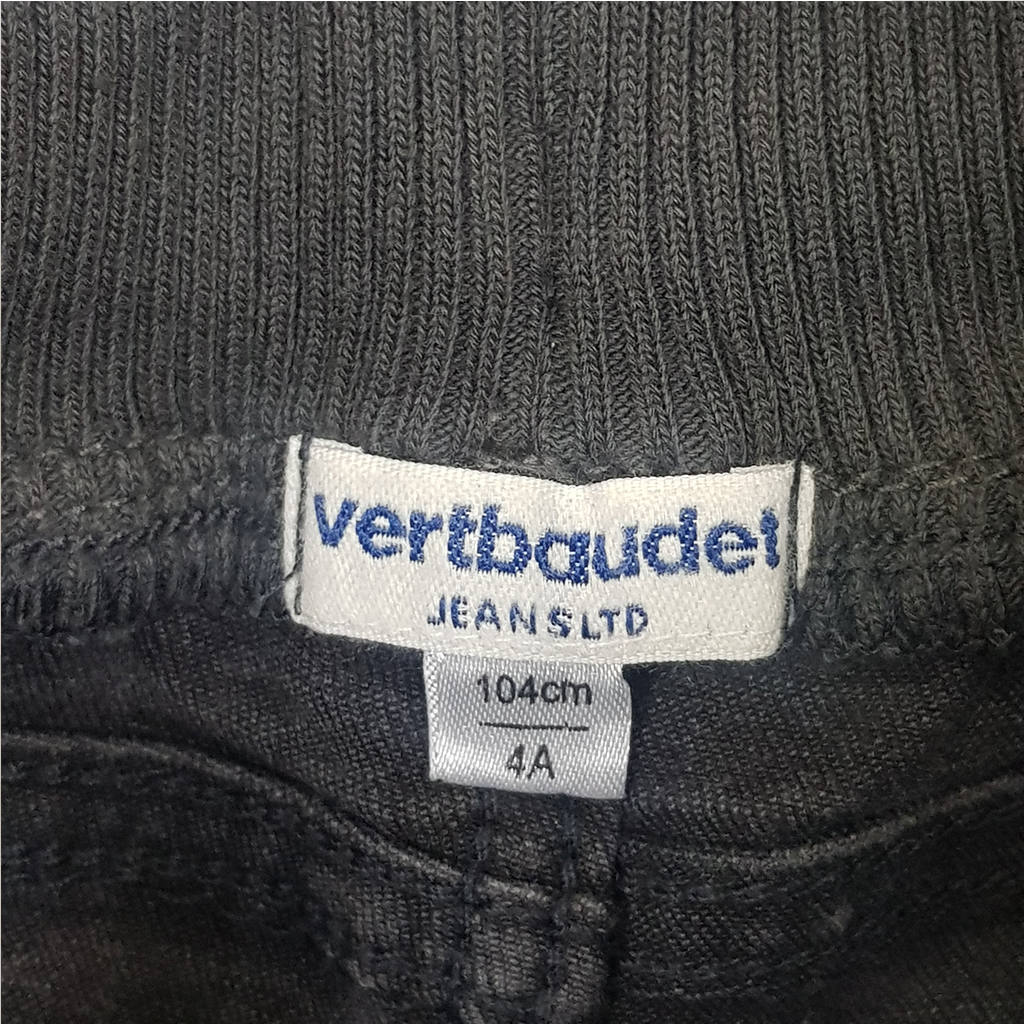 vertbaudet
JEANS LTD
104cm
4A